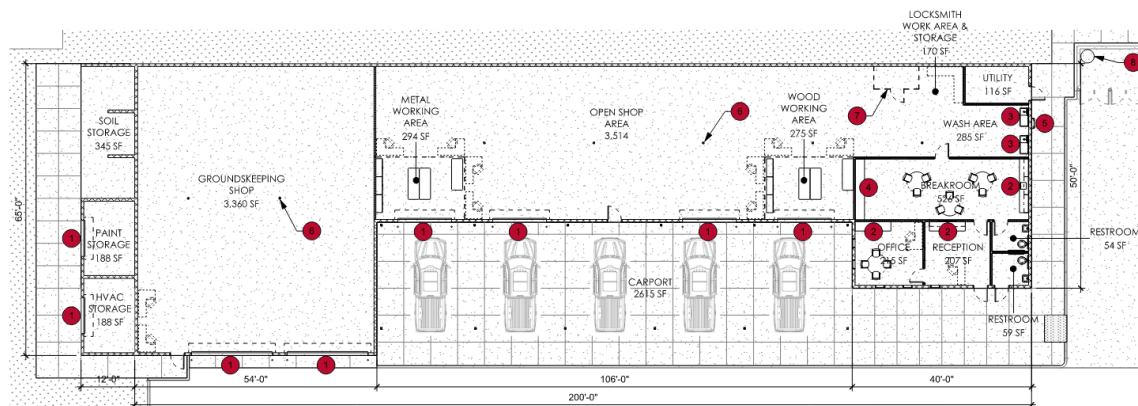 LOCKSMITH
WORK AREA &
STORAGE
170 SF
8
UTILITY
116 SF
METAL
WORKING
AREA
294 SF
OPEN SHOP
AREA
3,514
6
WOOD
WORKING
AREA
275 SF
7
WASH AREA
285 SF
3
5
3
SOIL
STORAGE
345 SF
GROUNDSKEEPING
SHOP
3,360 SF
6
4
BREAKROOM
526 SF
2
65'-0"
50'-0"
1
PAINT
STORAGE
188 SF
1
1
1
1
2
OFFICE
215 SF
2
RECEPTION
207 SF
RESTROOM
54 SF
CARPORT
2615 SF
1
HVAC
STORAGE
188 SF
RESTROOM
59 SF
1
1
12'-0"
54'-0"
106'-0"
40'-0"
200'-0"